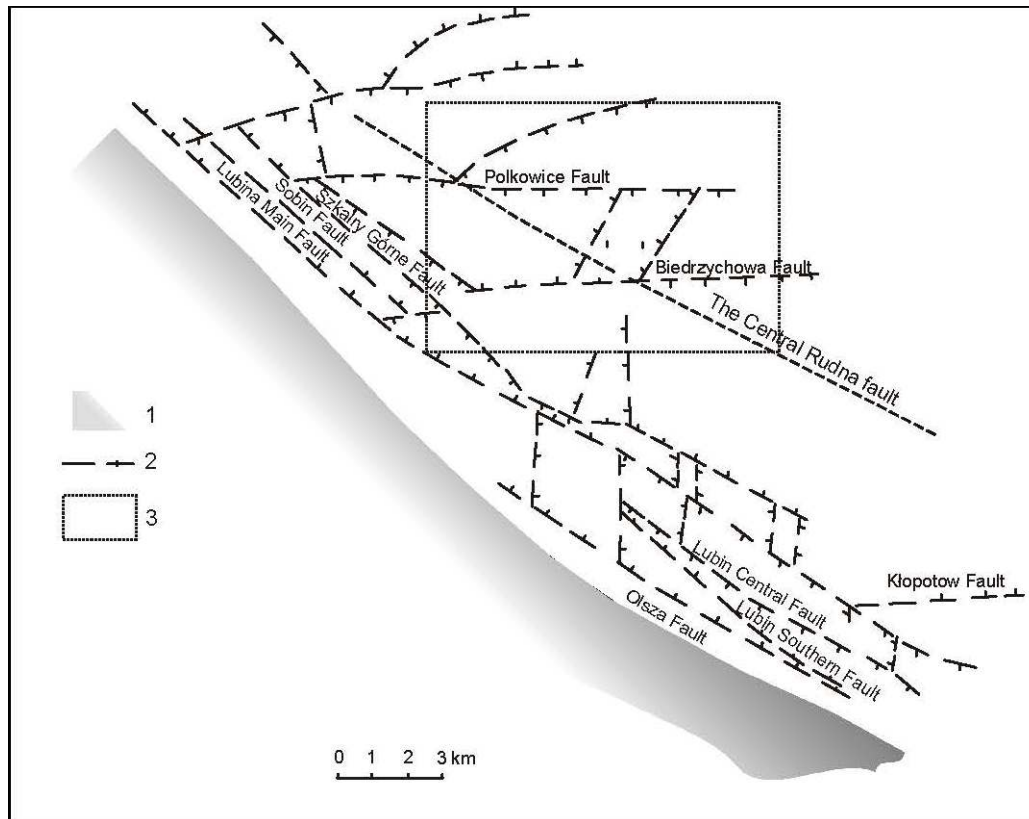 Polkowice Fault
Szkalry Górne Fault
Sobin Fault
Lubina Main Fault
Biedrzychowa Fault
The Central Rudna fault
1
2
3
Lubin Central Fault
Kłopotow Fault
Lubin Southern Fault
Olsza Fault
0 1 2 3 km